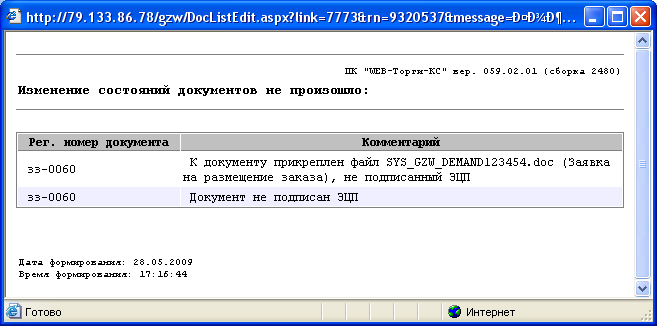 http://79.133.86.78/gzw/DocListEdit.aspx?link=7773&rn=9320537&message=Ð¤Ð¾Ð¶...
ПК "WEB-Торги-КС" вер. 059.02.01 (сборка 2480)
Изменение состояний документов не произошло:
Рег. номер документа Комментарий
зз-0060 К документу прикреплен файл SYS_GZW_DEMAND123454.doc (Заявка
на размещение заказа), не подписанный ЭЦП
зз-0060 Документ не подписан ЭЦП
Дата формирования: 28.05.2009
Время формирования: 17:16:44
Готово Интернет